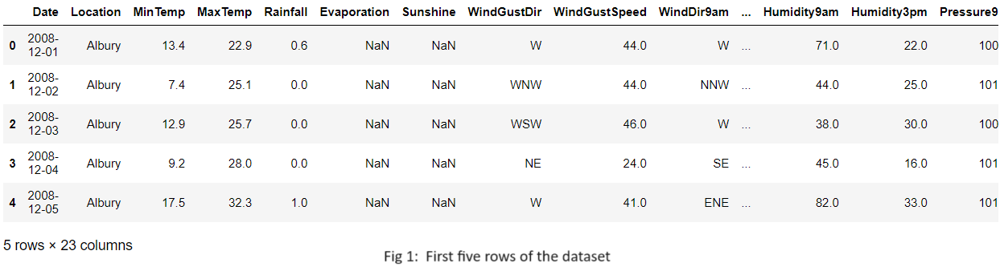 Date Location MinTemp MaxTemp Rainfall Evaporation Sunshine WindGustDir WindGustSpeed WindDir9am ... Humidity9am Humidity3pm Pressure9
0 2008-12-01 Albury 13.4 22.9 0.6 NaN NaN W 44.0 W ... 71.0 22.0 100
1 2008-12-02 Albury 7.4 25.1 0.0 NaN NaN WNW 44.0 NNW ... 44.0 25.0 101
2 2008-12-03 Albury 12.9 25.7 0.0 NaN NaN WSW 46.0 W ... 38.0 30.0 100
3 2008-12-04 Albury 9.2 28.0 0.0 NaN NaN NE 24.0 SE ... 45.0 16.0 101
4 2008-12-05 Albury 17.5 32.3 1.0 NaN NaN W 41.0 ENE ... 82.0 33.0 101
5 rows × 23 columns
Fig 1: First five rows of the dataset